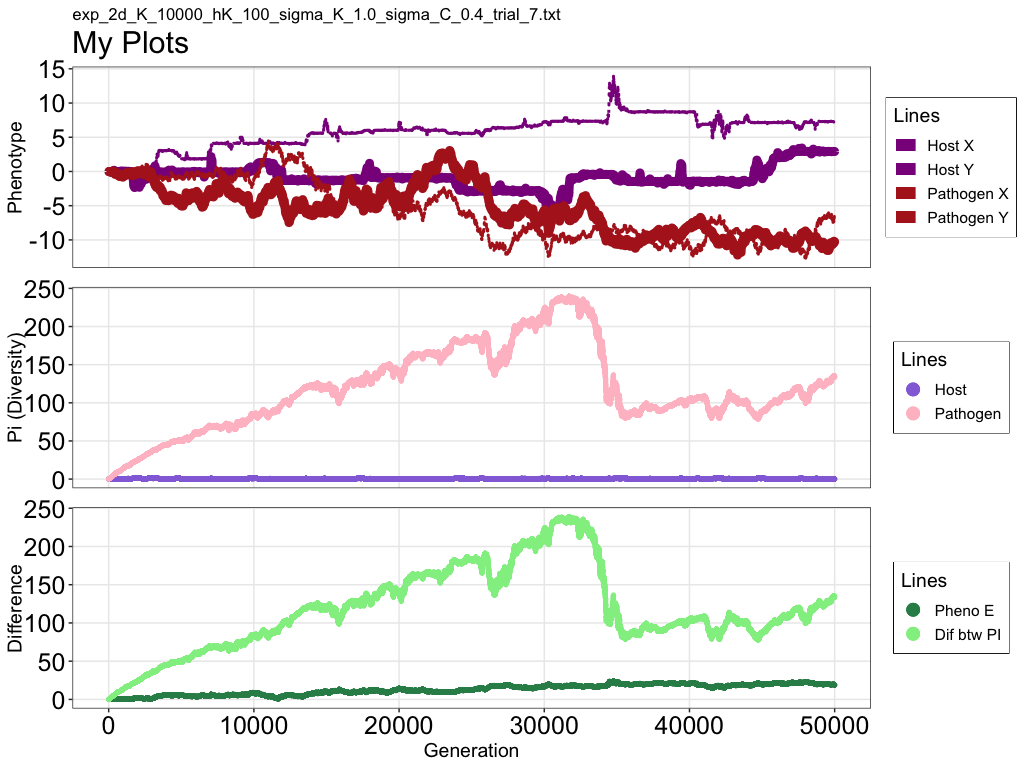 exp_2d_K_10000_hK_100_sigma_K_1.0_sigma_C_0.4_trial_7.txt
My Plots
Phenotype
15
10
5
0
-5
-10
Lines
Host X
Host Y
Pathogen X
Pathogen Y
Pi (Diversity)
250
200
150
100
50
0
Lines
Host
Pathogen
Difference
250
200
150
100
50
0
Lines
Pheno E
Dif btw PI
0 10000 20000 30000 40000 50000
Generation